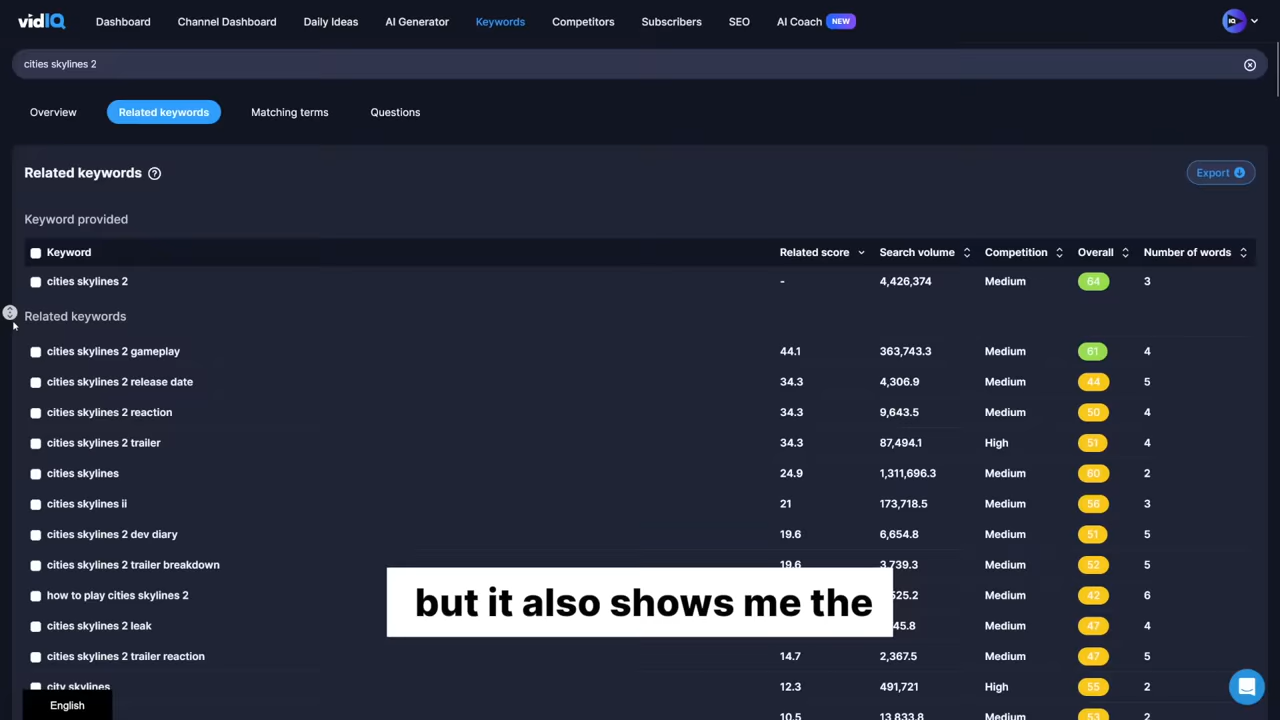 vidIQ Dashboard Channel Dashboard Daily Ideas AI Generator Keywords Competitors Subscribers SEO AI Coach NEW IQ
cities skylines 2
Overview Related keywords Matching terms Questions
Related keywords ? Export
Keyword provided
Keyword Related score Search volume Competition Overall Number of words
cities skylines 2 - 4,426,374 Medium 64 3
Related keywords
cities skylines 2 gameplay 44.1 363,743.3 Medium 61 4
cities skylines 2 release date 34.3 4,306.9 Medium 44 5
cities skylines 2 reaction 34.3 9,643.5 Medium 50 4
cities skylines 2 trailer 34.3 87,494.1 High 51 4
cities skylines 24.9 1,311,696.3 Medium 60 2
cities skylines ii 21 173,718.5 Medium 56 3
cities skylines 2 dev diary 19.6 6,654.8 Medium 51 5
cities skylines 2 trailer breakdown 19.6 3,739.3 Medium 52 5
how to play cities skylines 2 Medium 42 6
but it also shows me the
cities skylines 2 leak Medium 47 4
cities skylines 2 trailer reaction 14.7 2,367.5 Medium 47 5
city skylines 12.3 491,721 High 55 2
English
10.5 13,833.8 Medium 53 2